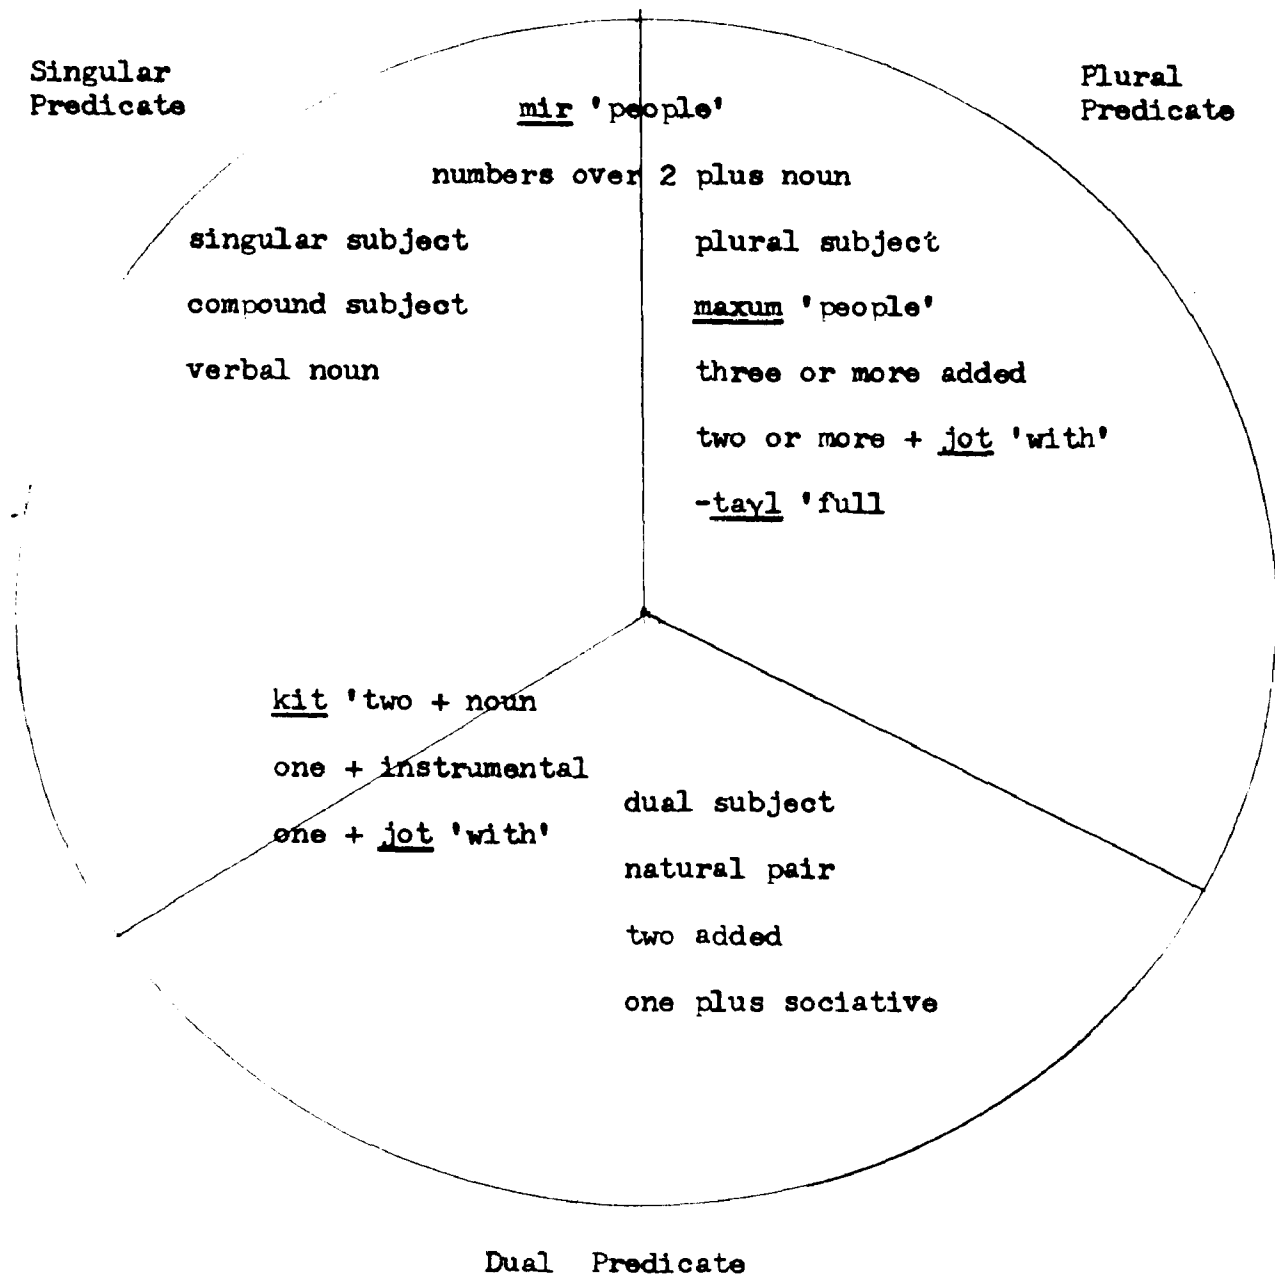 Singular
Predicate
Plural
Predicate
mir 'people'
numbers over 2 plus noun
singular subject
compound subject
verbal noun
plural subject
maxum 'people'
three or more added
two or more + jot 'with'
-tayl 'full
kit 'two + noun
one + instrumental
one + jot 'with'
dual subject
natural pair
two added
one plus sociative
Dual Predicate